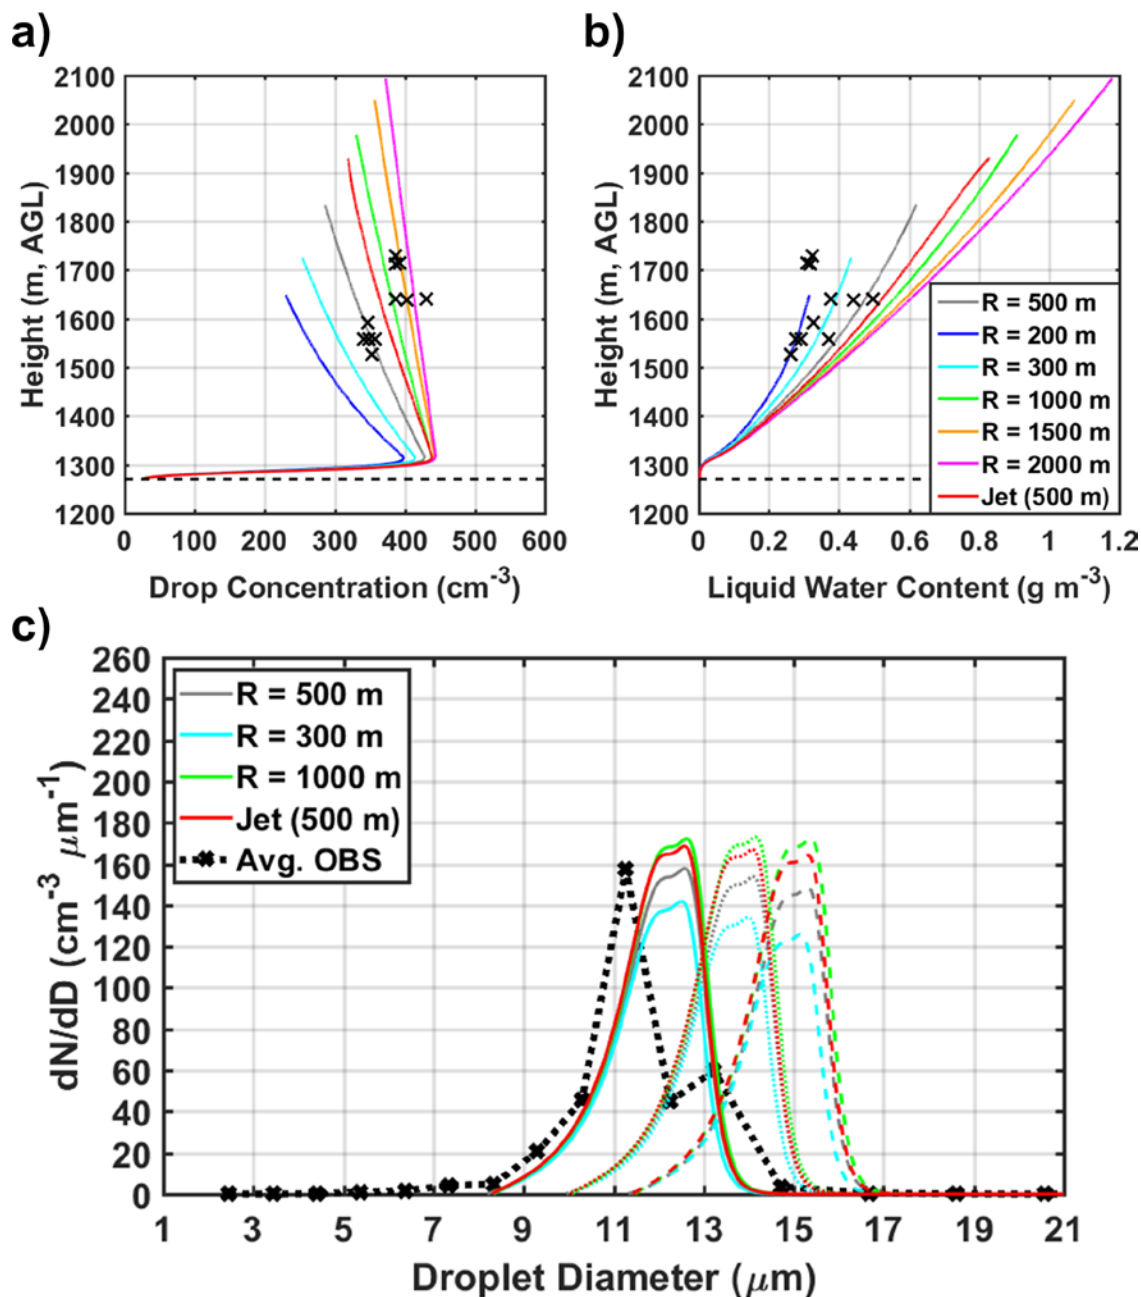 a)
2100
2000
1900
1800
1700
1600
1500
1400
1300
1200
Height (m, AGL)
0 100 200 300 400 500 600
Drop Concentration (cm⁻³)
b)
2100
2000
1900
1800
1700
1600
1500
1400
1300
1200
Height (m, AGL)
R = 500 m
R = 200 m
R = 300 m
R = 1000 m
R = 1500 m
R = 2000 m
Jet (500 m)
0 0.2 0.4 0.6 0.8 1 1.2
Liquid Water Content (g m⁻³)
c)
260
240
220
200
180
160
140
120
100
80
60
40
20
0
dN/dD (cm⁻³ μm⁻¹)
R = 500 m
R = 300 m
R = 1000 m
Jet (500 m)
Avg. OBS
1 3 5 7 9 11 13 15 17 19 21
Droplet Diameter (μm)